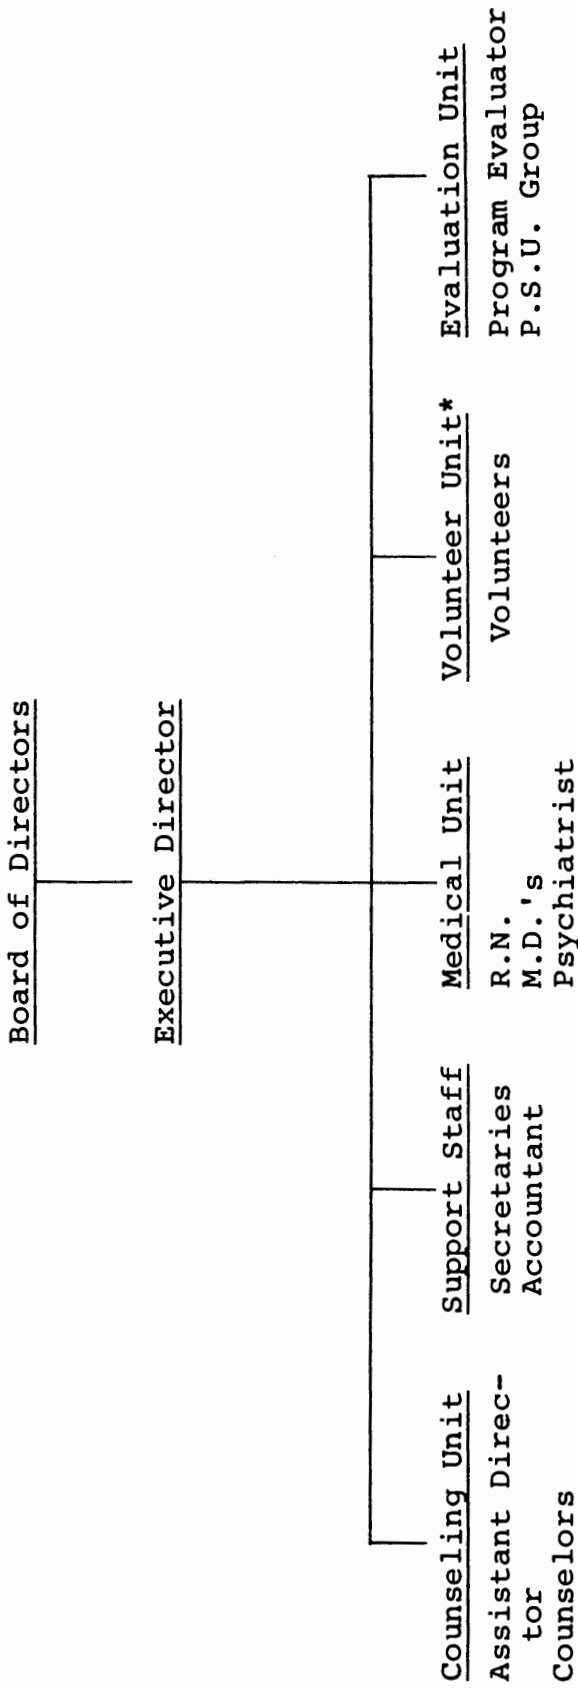 Board of Directors
Executive Director
Counseling Unit
Assistant Direc-
tor
Counselors
Support Staff
Secretaries
Accountant
Medical Unit
R.N.
M.D.'s
Psychiatrist
Volunteer Unit*
Volunteers
Evaluation Unit
Program Evaluator
P.S.U. Group